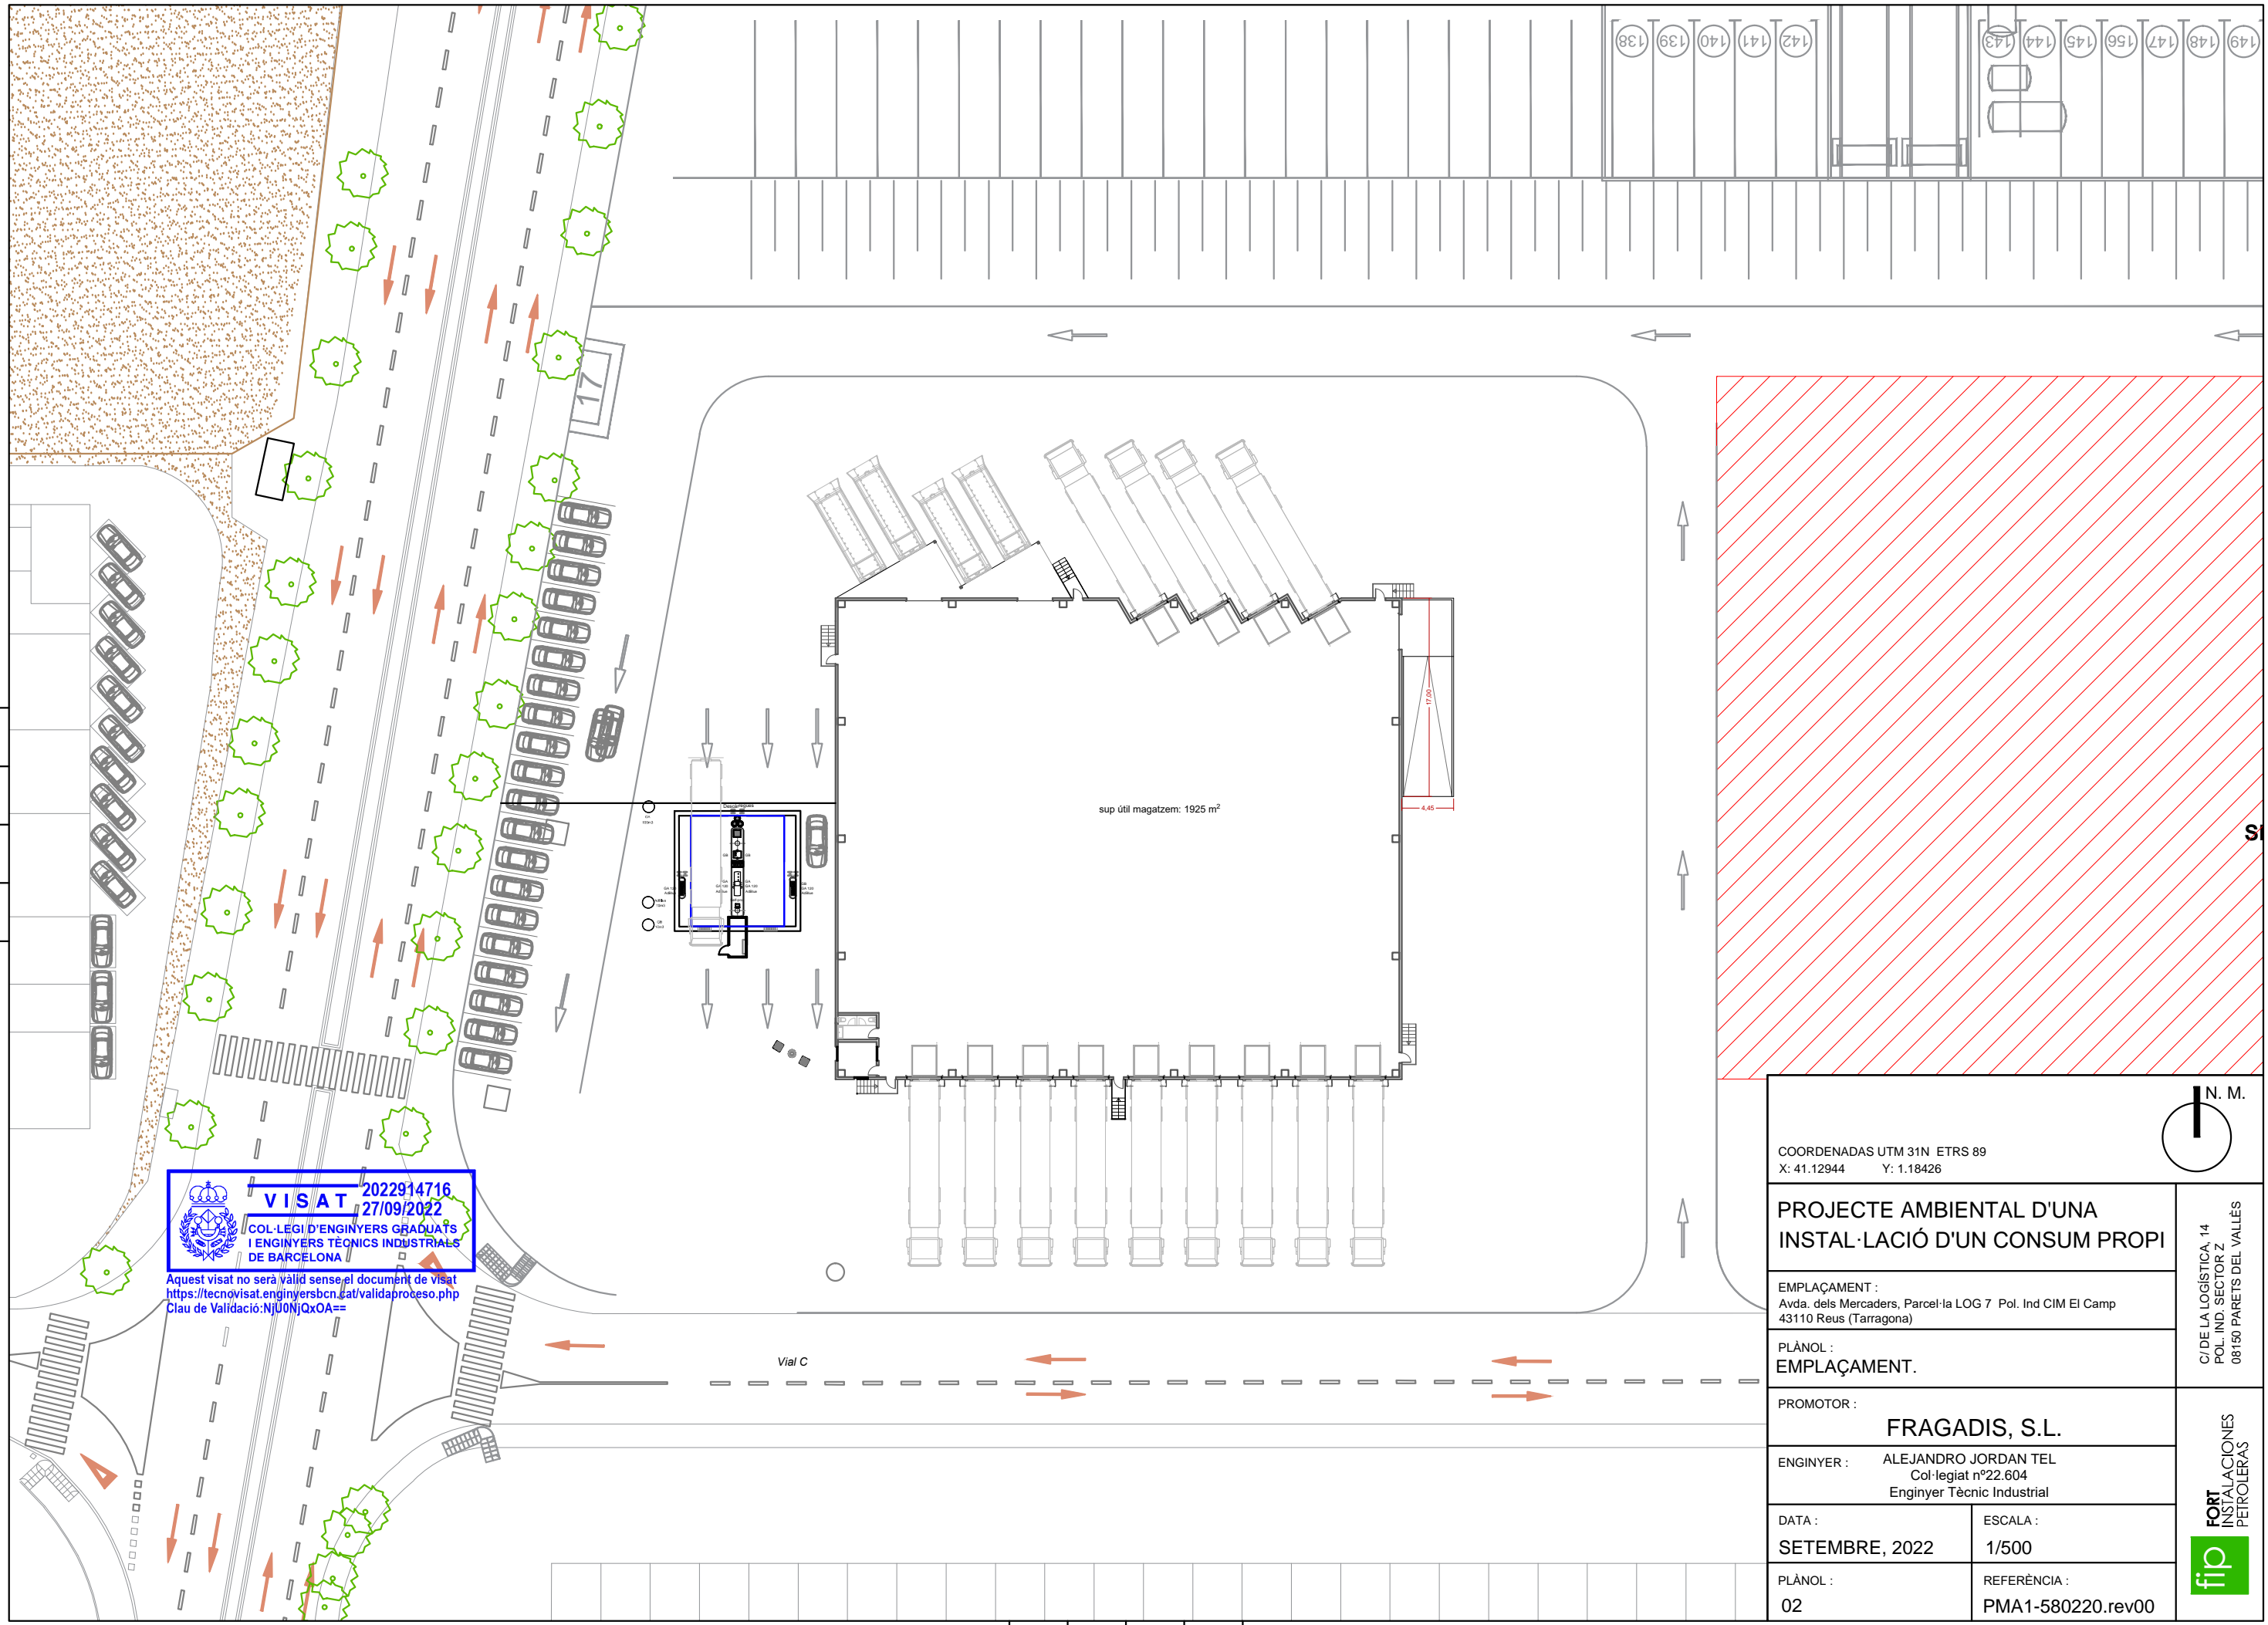 138 139 140 141 142 143 144 145 156 147 148 149
17
17,00
4,45
sup útil magatzem: 1925 m²
SI
Vial C
VISAT
2022914716
27/09/2022
COL·LEGI D'ENGINYERS GRADUATS
I ENGINYERS TÈCNICS INDUSTRIALS
DE BARCELONA
Aquest visat no serà vàlid sense el document de visat
https://tecnovisat.enginyersbcn.cat/validaproceso.php
Clau de Validació:NjU0NjQxOA==
N. M.
COORDENADAS UTM 31N ETRS 89
X: 41.12944 Y: 1.18426
PROJECTE AMBIENTAL D'UNA
INSTAL·LACIÓ D'UN CONSUM PROPI
EMPLAÇAMENT :
Avda. dels Mercaders, Parcel·la LOG 7 Pol. Ind CIM El Camp
43110 Reus (Tarragona)
PLÀNOL :
EMPLAÇAMENT.
PROMOTOR :
FRAGADIS, S.L.
ENGINYER :
ALEJANDRO JORDAN TEL
Col·legiat nº22.604
Enginyer Tècnic Industrial
DATA :
SETEMBRE, 2022
ESCALA :
1/500
PLÀNOL :
02
REFERÈNCIA :
PMA1-580220.rev00
C/ DE LA LOGÍSTICA, 14
POL. IND. SECTOR Z
08150 PARETS DEL VALLÈS
FORT
INSTALACIONES
PETROLERAS
fip